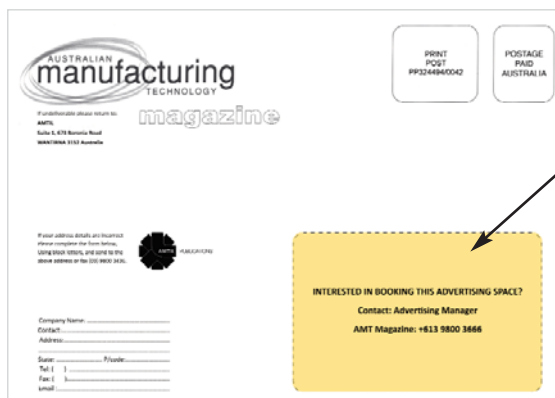 AUSTRALIAN
manufacturing
TECHNOLOGY
magazine
PRINT
POST
PP324494/0042
POSTAGE
PAID
AUSTRALIA
If undeliverable please return to:
AMTIL
Suite 6, 673 Boronia Road
WANTIRNA 3152 Australia
If your address details are incorrect
please complete the form below,
using block letters, and send to the
above address or fax (03) 9800 3436.
AMTIL PUBLICATIONS
INTERESTED IN BOOKING THIS ADVERTISING SPACE?
Contact: Advertising Manager
AMT Magazine: +613 9800 3666
Company Name:
Contact:
Address:
State: P/code:
Tel: ( )
Fax: ( )
Email :